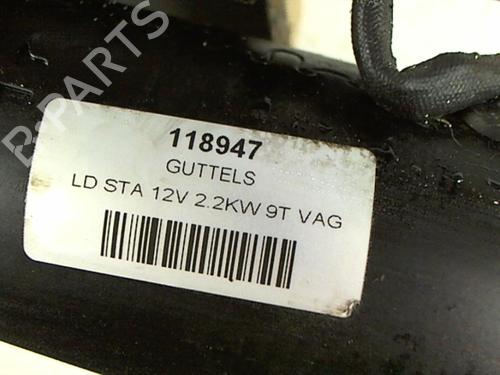 B-PARTS
118947
GUTTELS
LD STA 12V 2.2KW 9T VAG